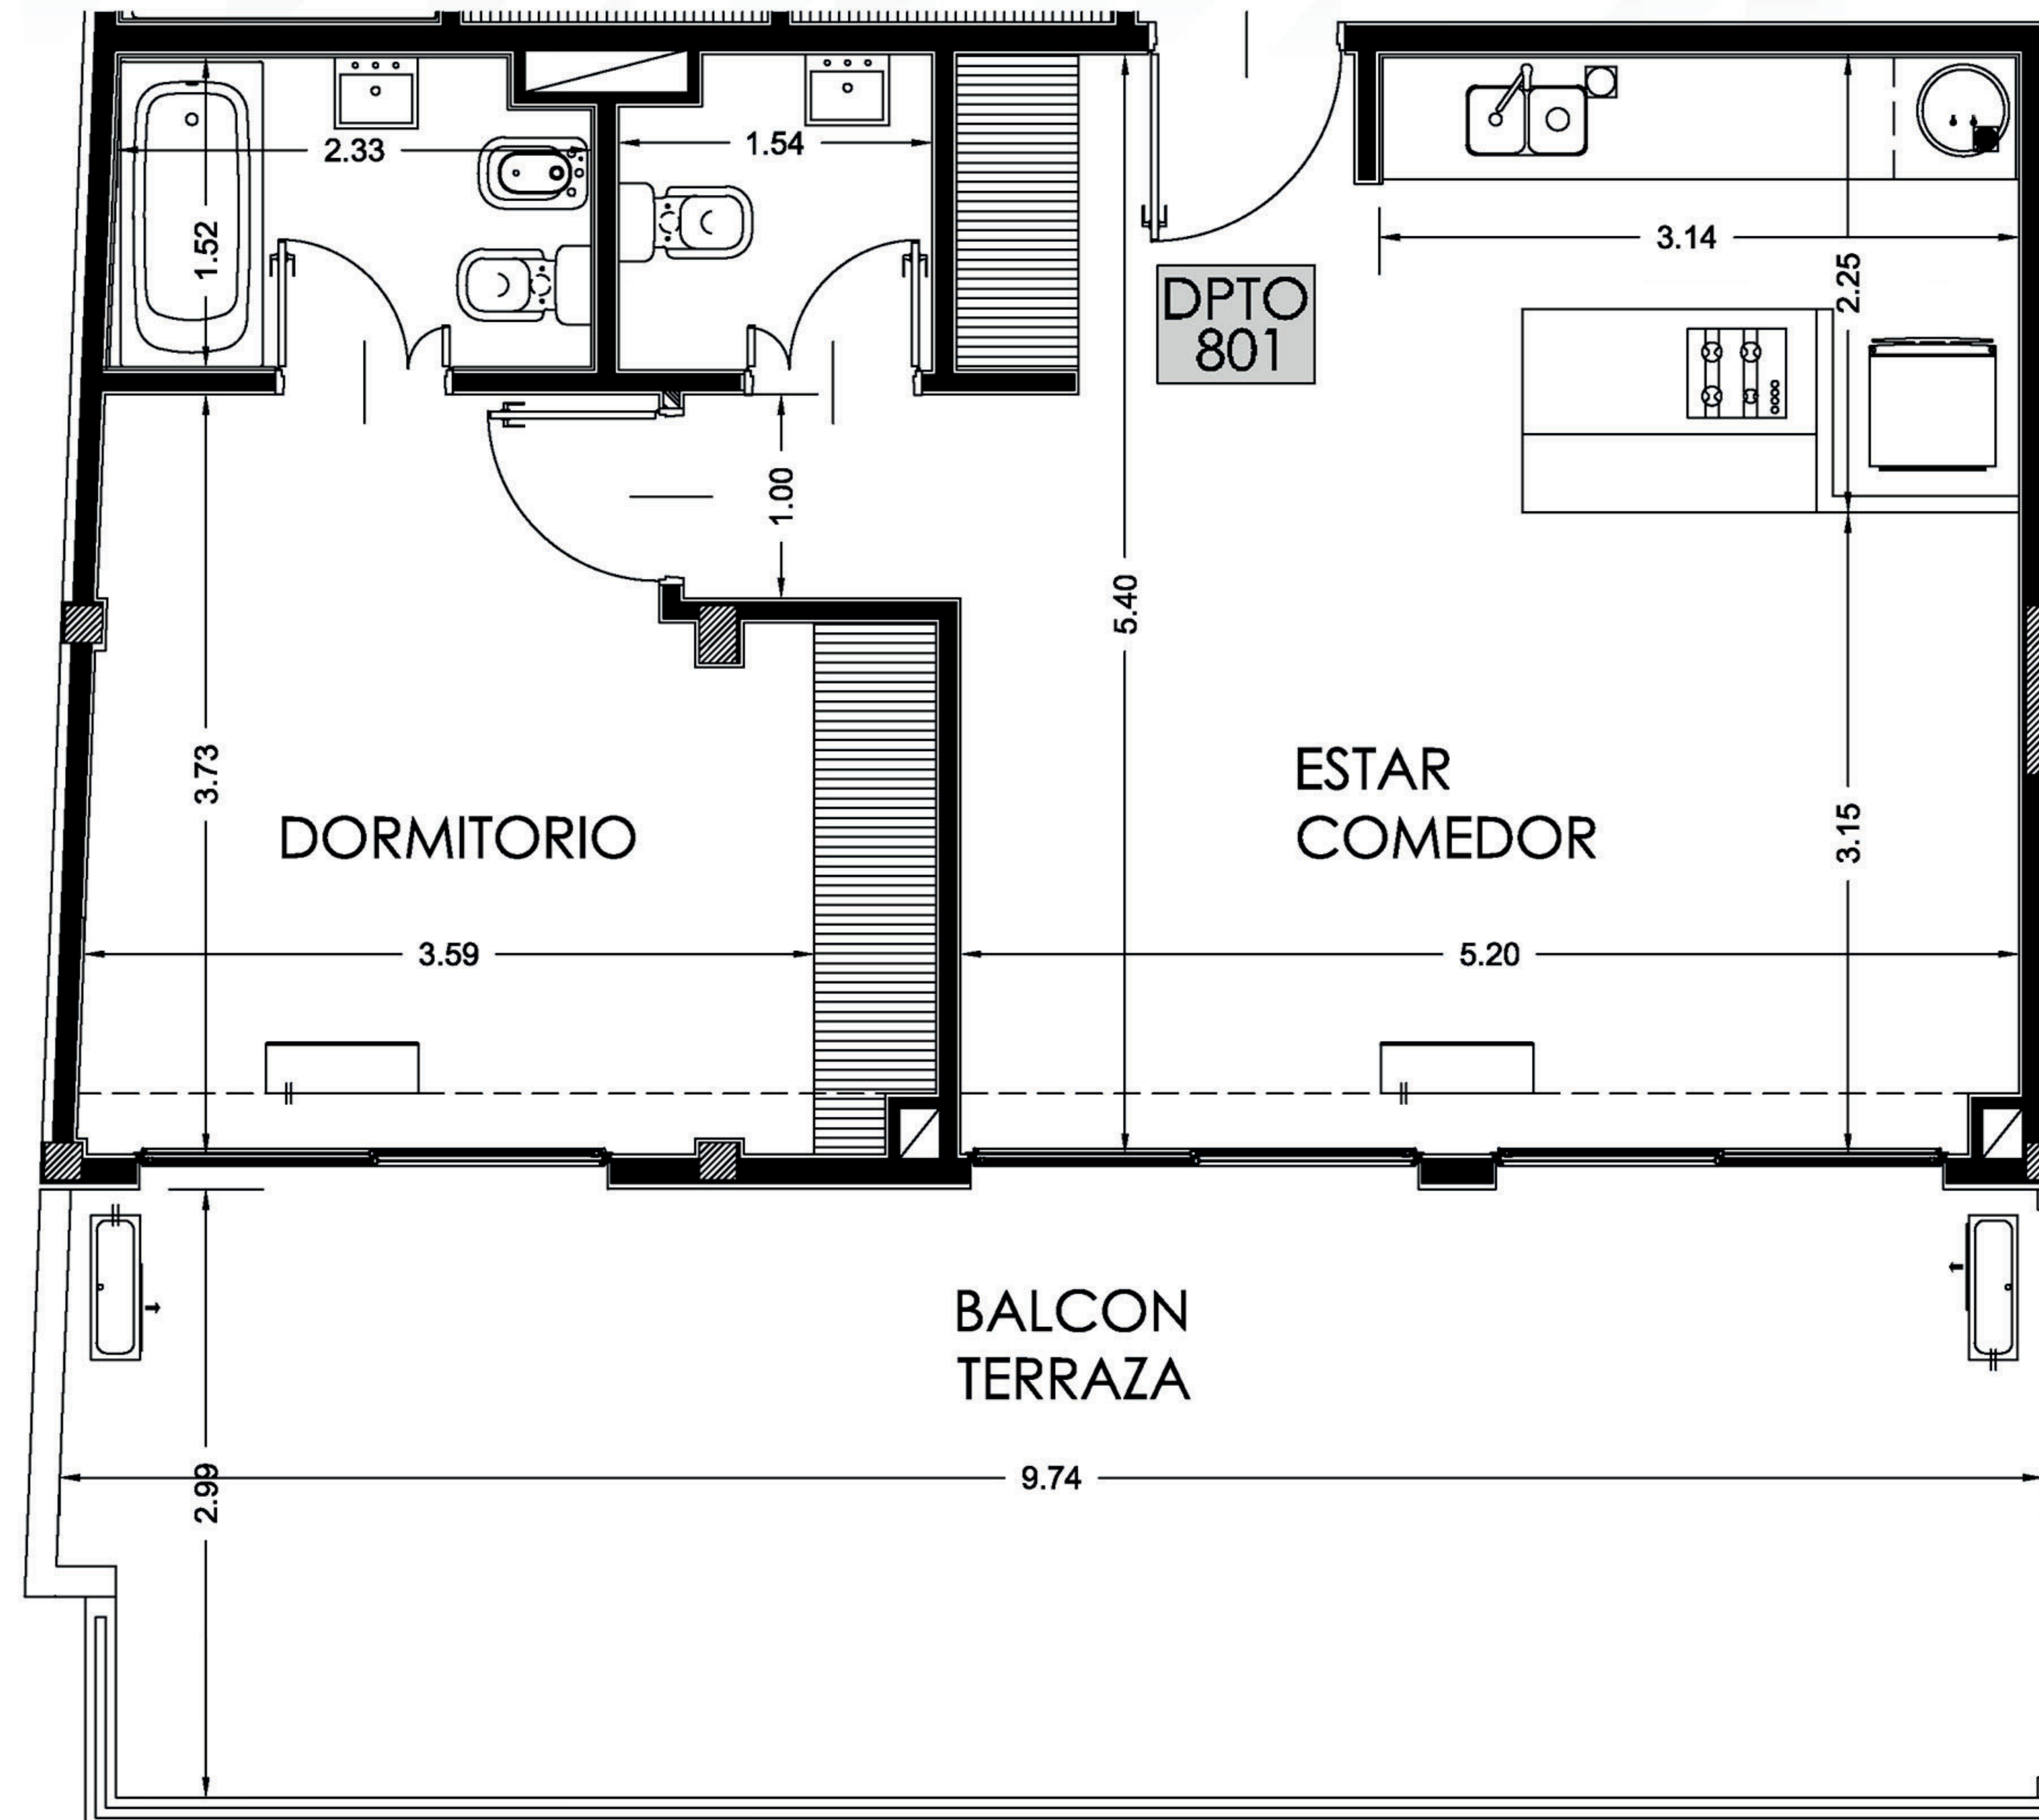 2.33
1.54
1.52
3.14
2.25
DPTO
801
1.00
5.40
3.73
ESTAR
COMEDOR
DORMITORIO
3.15
3.59
5.20
BALCON
TERRAZA
9.74
2.99